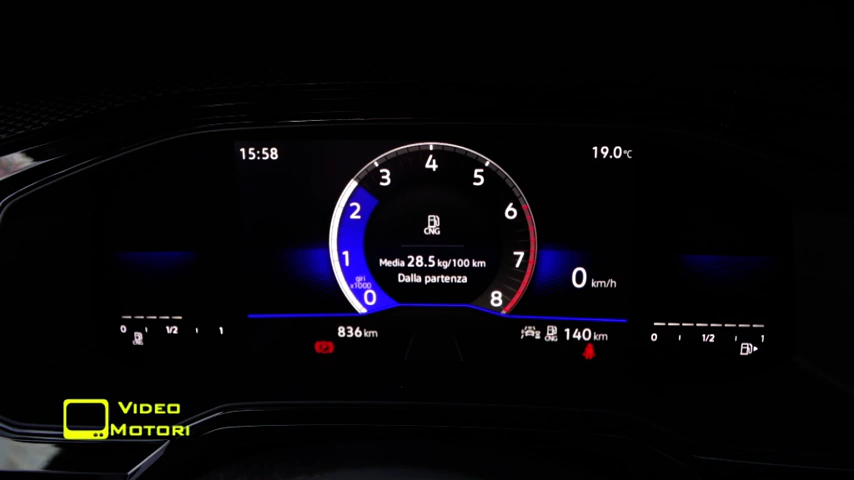 15:58
19.0°C
4
3
5
2
6
1
7
0
8
giri
x1000
CNG
Media 28.5 kg/100 km
Dalla partenza
0 km/h
0 1/2 1
CNG
836 km
CNG 140 km
0 1/2 1
VIDEO
MOTORI